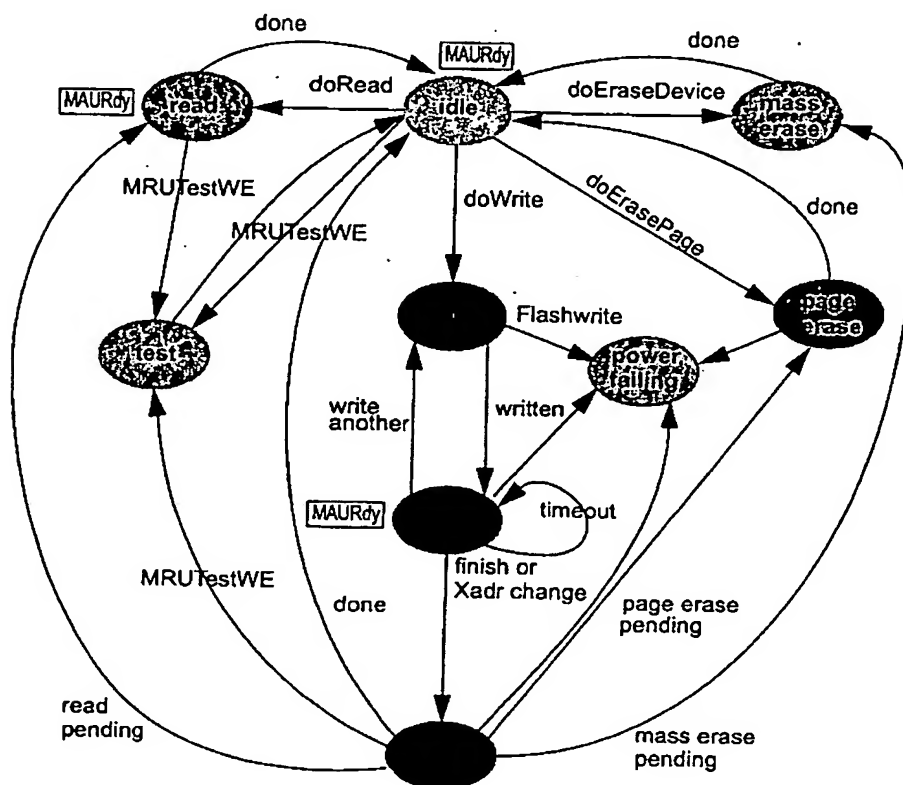 done
done
MAURdy
MAURdy
read
doRead
idle
doEraseDevice
mass
erase
MRUTestWE
MRUTestWE
doWrite
doErasePage
done
Flashwrite
page
erase
test
power
failing
write
another
written
MAURdy
timeout
MRUTestWE
done
finish or
Xadr change
page erase
pending
read
pending
mass erase
pending